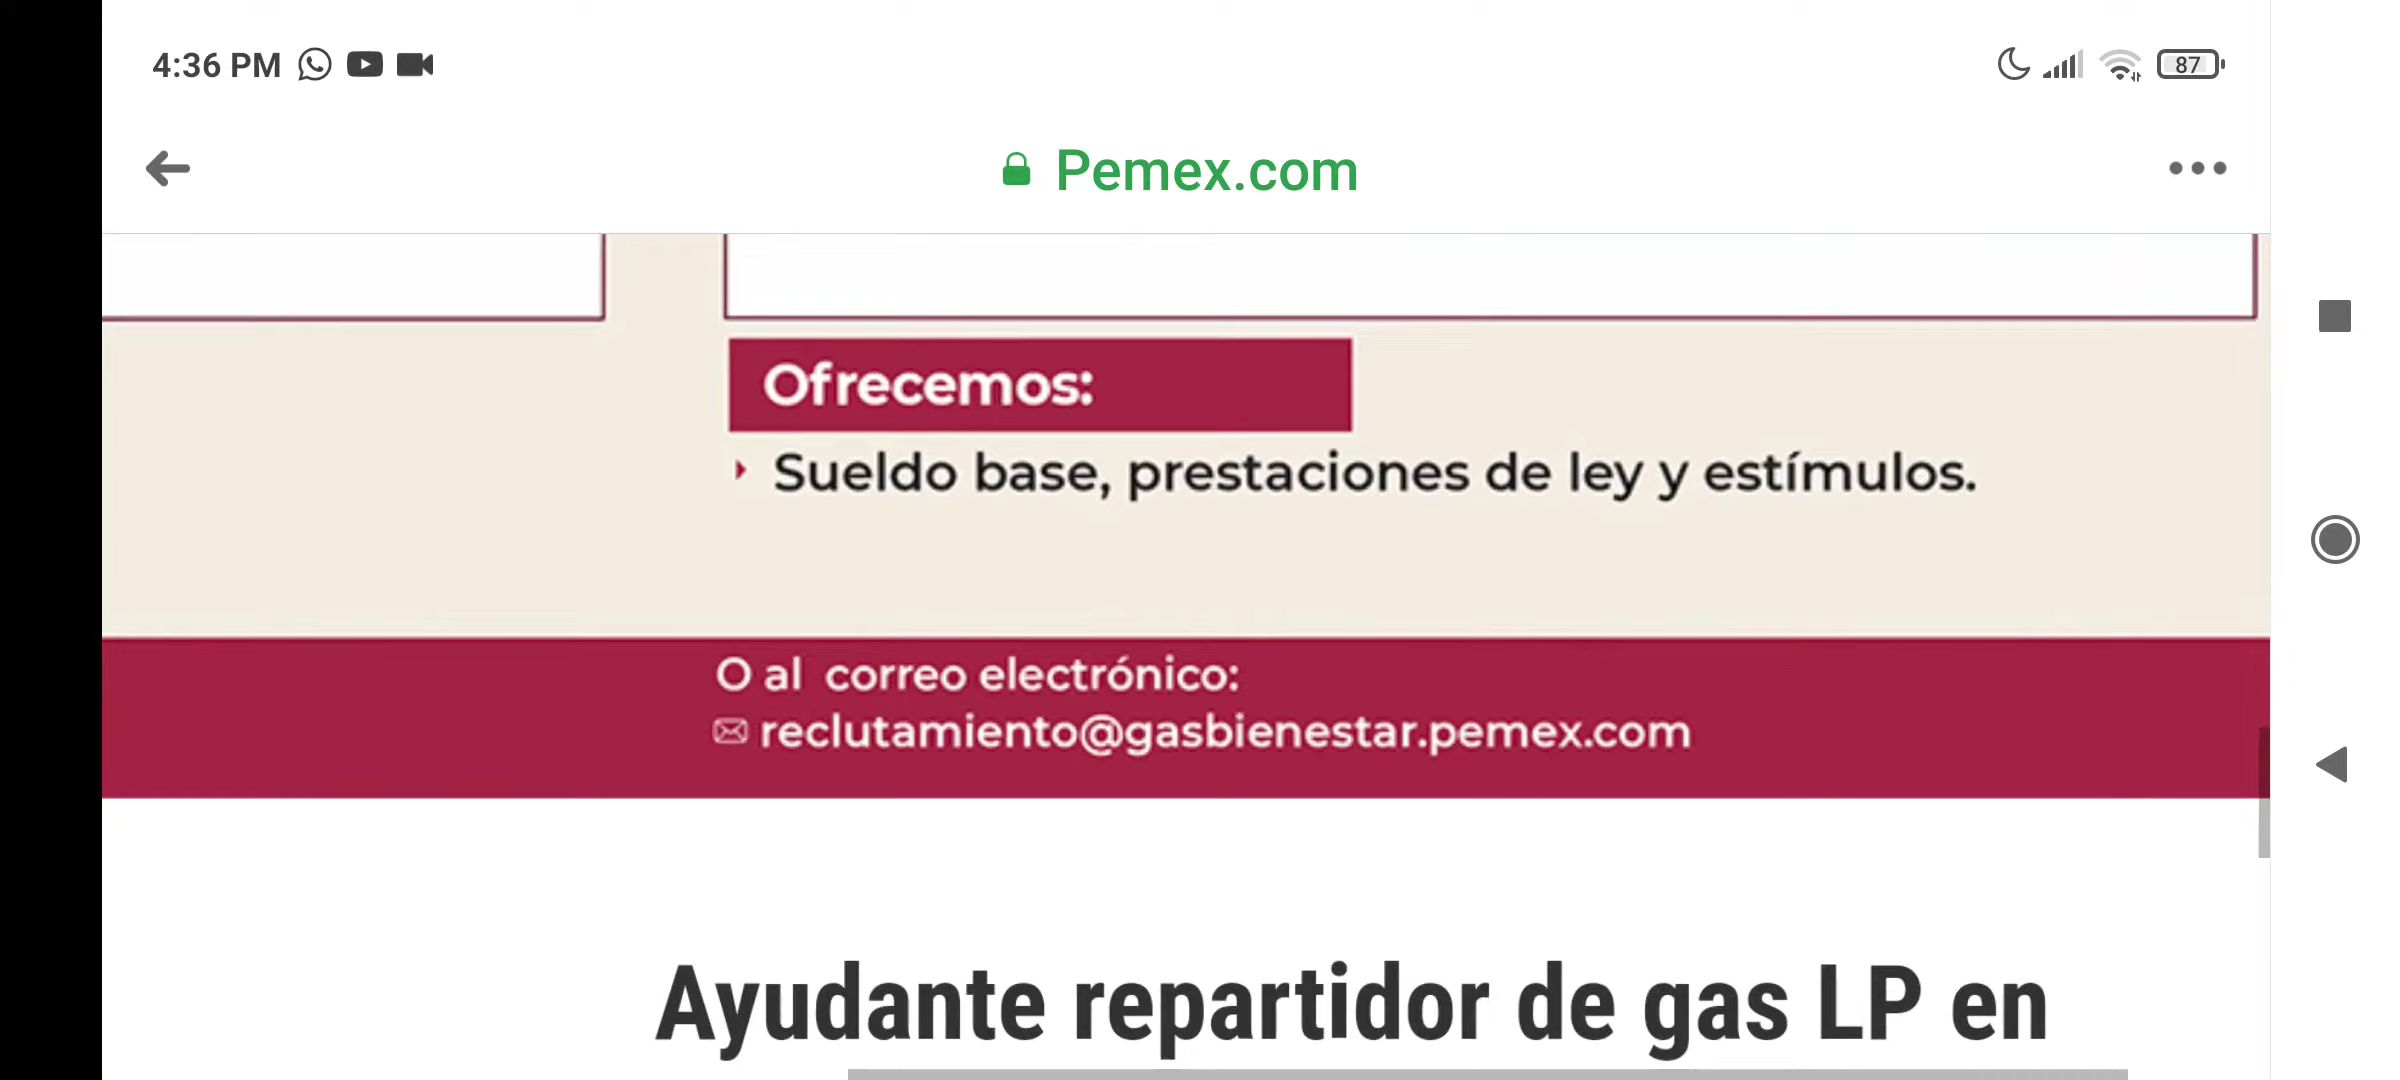 4:36 PM
87
Pemex.com
Ofrecemos:
Sueldo base, prestaciones de ley y estímulos.
O al correo electrónico:
reclutamiento@gasbienestar.pemex.com
Ayudante repartidor de gas LP en